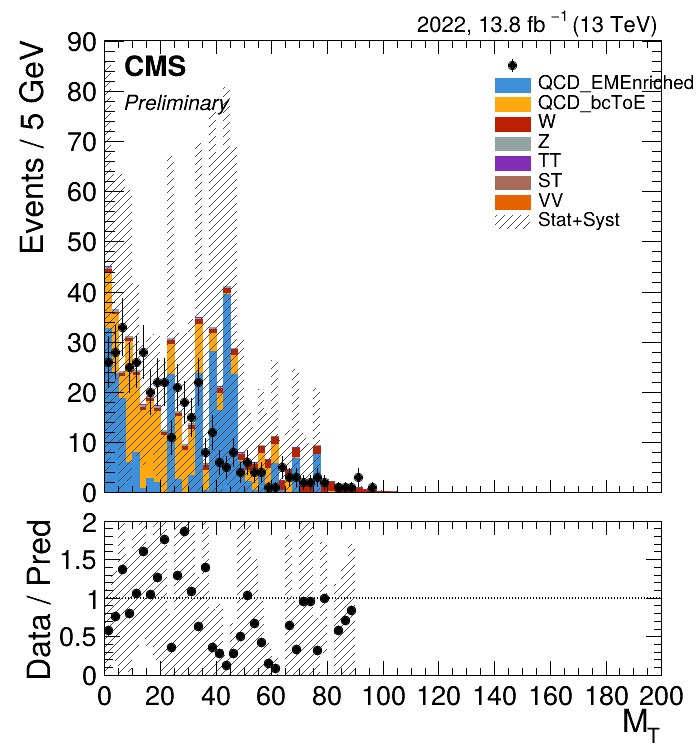 2022, 13.8 fb⁻¹ (13 TeV)
CMS
Preliminary
QCD_EMEnriched
QCD_bcToE
W
Z
TT
ST
VV
Stat+Syst
Events / 5 GeV
90
80
70
60
50
40
30
20
10
0
Data / Pred
2
1.5
1
0.5
0
0 20 40 60 80 100 120 140 160 180 200
M_T